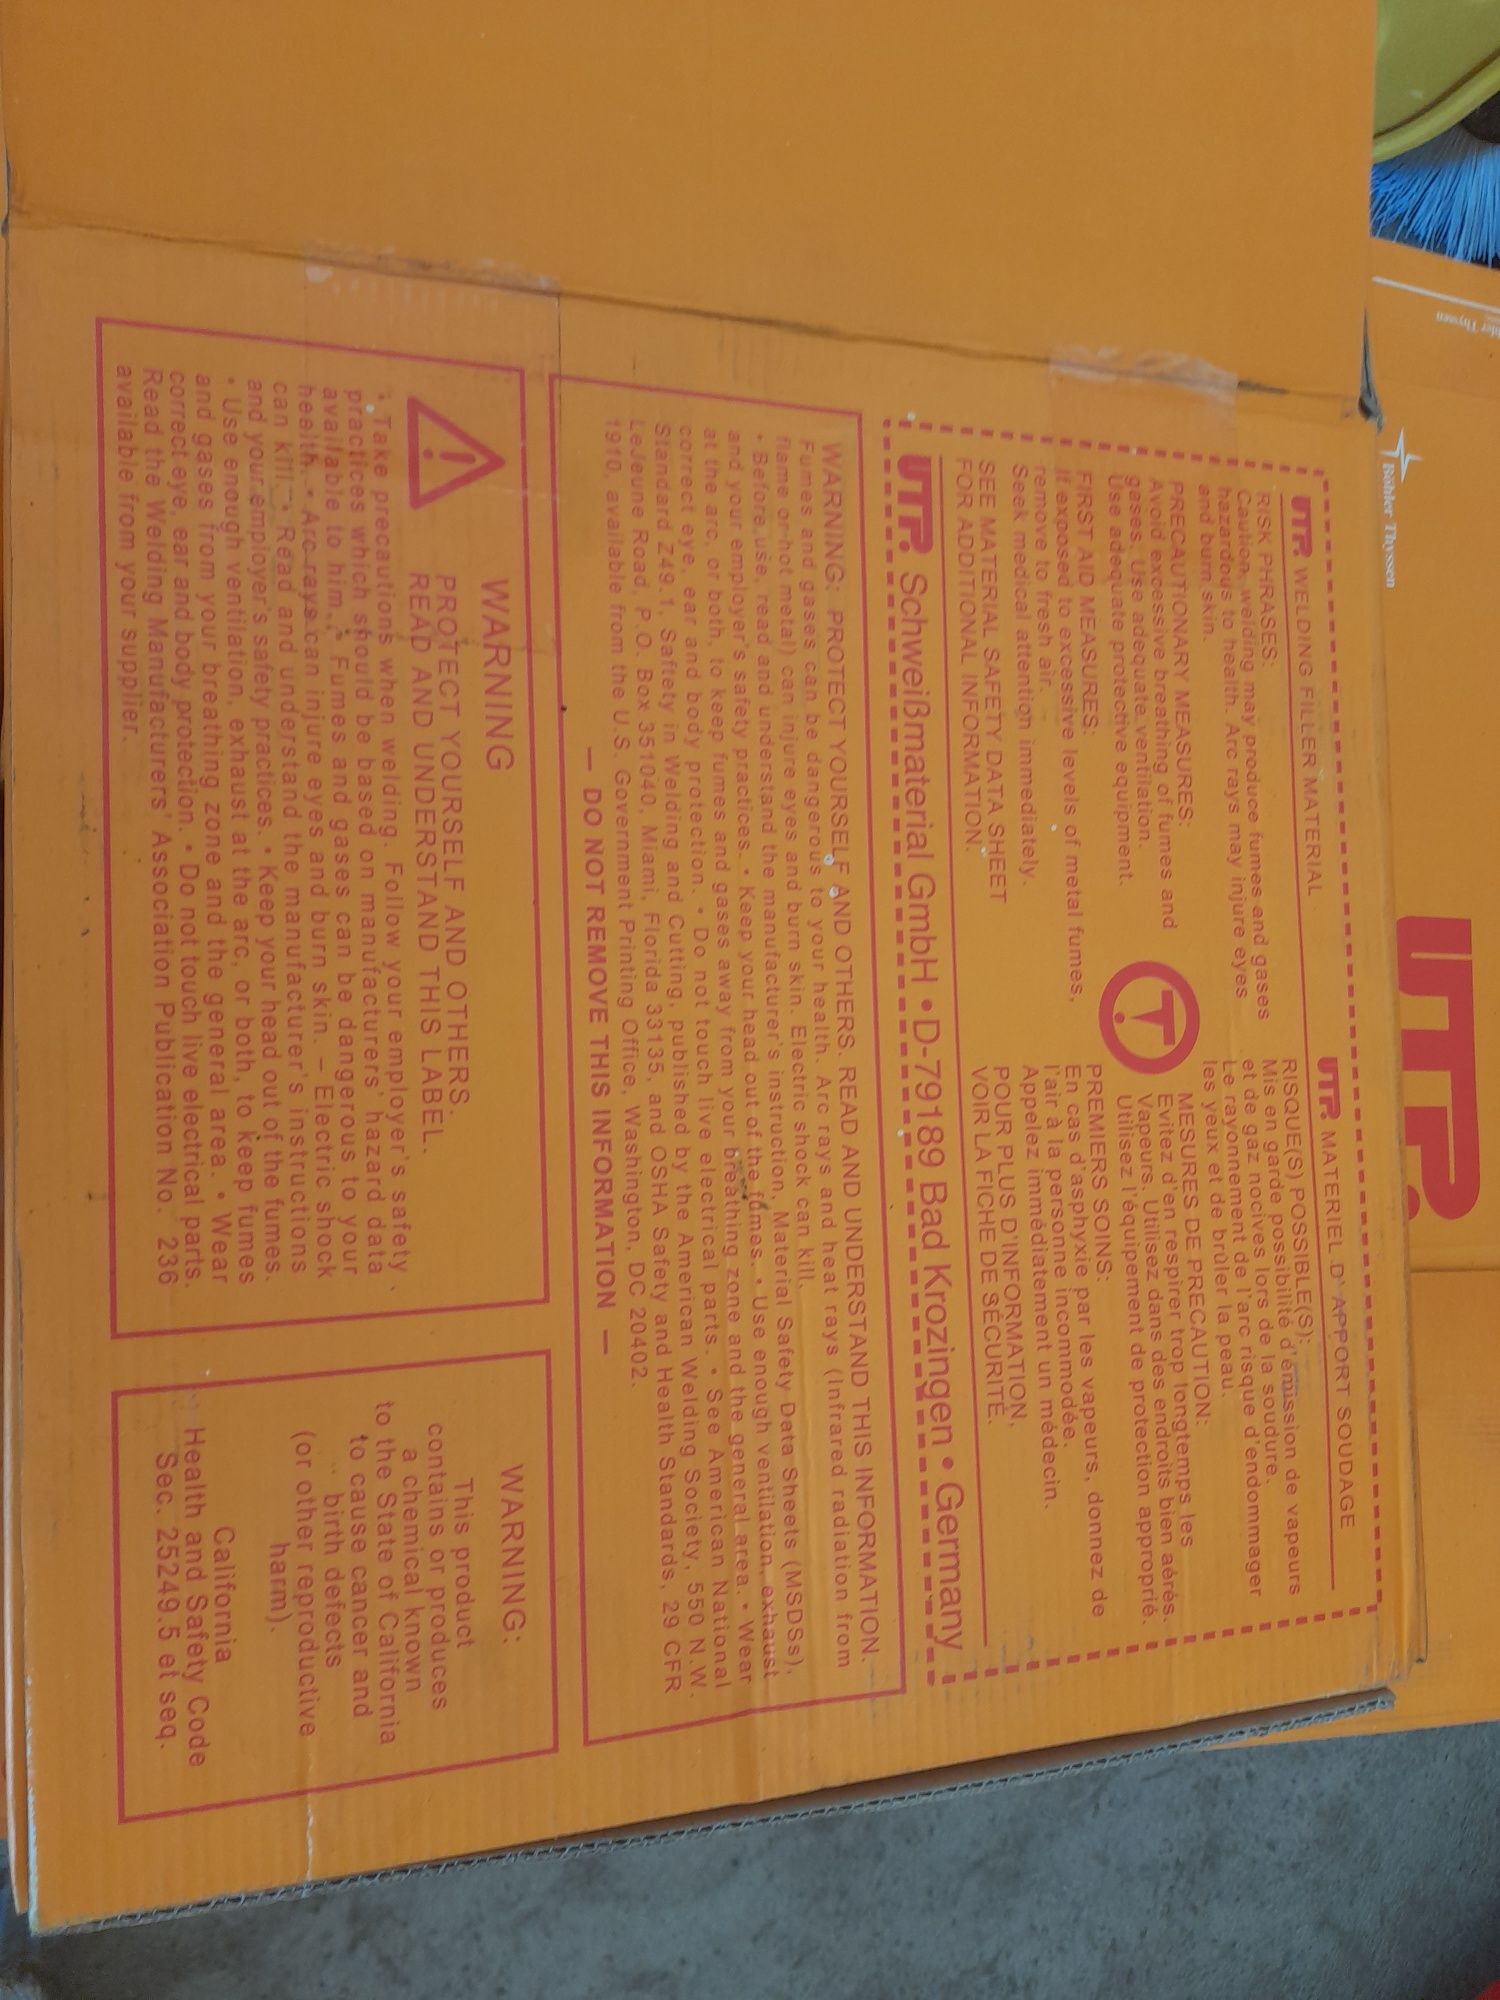 Böhler Thyssen
UTP.
UTP. WELDING FILLER MATERIAL
RISK PHRASES:
Caution, welding may produce fumes and gases
hazardous to health. Arc rays may injure eyes
and burn skin.
PRECAUTIONARY MEASURES:
Avoid excessive breathing of fumes and
gases. Use adequate ventilation.
Use adequate protective equipment.
FIRST AID MEASURES:
If exposed to excessive levels of metal fumes,
remove to fresh air.
Seek medical attention immediately.
SEE MATERIAL SAFETY DATA SHEET
FOR ADDITIONAL INFORMATION.
UTP. MATERIEL D'APPORT SOUDAGE
RISQUE(S) POSSIBLE(S):
Mis en garde possibilité d'émission de vapeurs
et de gaz nocives lors de la soudure.
Le rayonnement de l'arc risque d'endommager
les yeux et de brûler la peau.
MESURES DE PRECAUTION:
Evitez d'en respirer trop longtemps les
Vapeurs. Utilisez dans des endroits bien aérés.
Utilisez l'équipement de protection approprié.
PREMIERS SOINS:
En cas d'asphyxie par les vapeurs, donnez de
l'air à la personne incommodée.
Appelez immédiatement un médecin.
POUR PLUS D'INFORMATION,
VOIR LA FICHE DE SÉCURITÉ.
UTP. Schweißmaterial GmbH • D-79189 Bad Krozingen • Germany
WARNING: PROTECT YOURSELF AND OTHERS. READ AND UNDERSTAND THIS INFORMATION.
Fumes and gases can be dangerous to your health. Arc rays and heat rays (Infrared radiation from
flame or hot metal) can injure eyes and burn skin. Electric shock can kill.
• Before use, read and understand the manufacturer's instruction, Material Safety Data Sheets (MSDSs),
and your employer's safety practices. • Keep your head out of the fumes. • Use enough ventilation, exhaust
at the arc, or both, to keep fumes and gases away from your breathing zone and the general area. • Wear
correct eye, ear and body protection. • Do not touch live electrical parts. • See American National
Standard Z49.1, Saftety in Welding and Cutting, published by the American Welding Society, 550 N.W.
LeJeune Road, P.O. Box 351040, Miami, Florida 33135, and OSHA Safety and Health Standards, 29 CFR
1910, available from the U.S. Government Printing Office, Washington, DC 20402.
— DO NOT REMOVE THIS INFORMATION —
WARNING
PROTECT YOURSELF AND OTHERS.
READ AND UNDERSTAND THIS LABEL.
• Take precautions when welding. Follow your employer's safety
practices which should be based on manufacturers' hazard data
available to him. • Fumes and gases can be dangerous to your
health. • Arc rays can injure eyes and burn skin. – Electric shock
can kill. • Read and understand the manufacturer's instructions
and your employer's safety practices. • Keep your head out of the fumes.
• Use enough ventilation, exhaust at the arc, or both, to keep fumes
and gases from your breathing zone and the general area. • Wear
correct eye, ear and body protection. • Do not touch live electrical parts.
Read the Welding Manufacturers' Association Publication No. 236
available from your supplier.
WARNING:
This product
contains or produces
a chemical known
to the State of California
to cause cancer and
birth defects
(or other reproductive
harm).
California
Health and Safety Code
Sec. 25249.5 et seq.